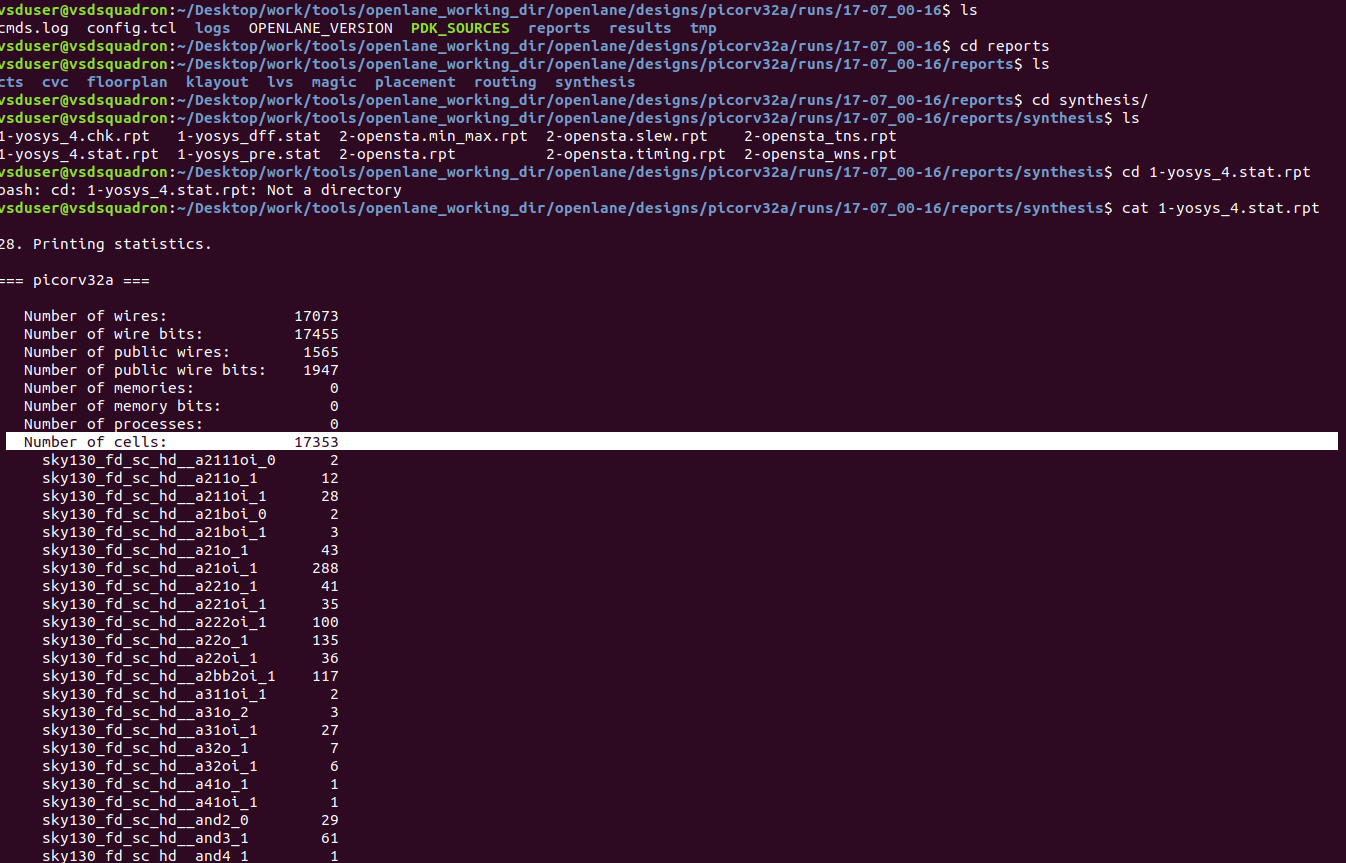 vsduser@vsdsquadron:~/Desktop/work/tools/openlane_working_dir/openlane/designs/picorv32a/runs/17-07_00-16$ ls
cmds.log  config.tcl  logs  OPENLANE_VERSION  PDK_SOURCES  reports  results  tmp
vsduser@vsdsquadron:~/Desktop/work/tools/openlane_working_dir/openlane/designs/picorv32a/runs/17-07_00-16$ cd reports
vsduser@vsdsquadron:~/Desktop/work/tools/openlane_working_dir/openlane/designs/picorv32a/runs/17-07_00-16/reports$ ls
cts  cvc  floorplan  klayout  lvs  magic  placement  routing  synthesis
vsduser@vsdsquadron:~/Desktop/work/tools/openlane_working_dir/openlane/designs/picorv32a/runs/17-07_00-16/reports$ cd synthesis/
vsduser@vsdsquadron:~/Desktop/work/tools/openlane_working_dir/openlane/designs/picorv32a/runs/17-07_00-16/reports/synthesis$ ls
1-yosys_4.chk.rpt   1-yosys_dff.stat  2-opensta.min_max.rpt  2-opensta.slew.rpt    2-opensta_tns.rpt
1-yosys_4.stat.rpt  1-yosys_pre.stat  2-opensta.rpt          2-opensta.timing.rpt  2-opensta_wns.rpt
vsduser@vsdsquadron:~/Desktop/work/tools/openlane_working_dir/openlane/designs/picorv32a/runs/17-07_00-16/reports/synthesis$ cd 1-yosys_4.stat.rpt
bash: cd: 1-yosys_4.stat.rpt: Not a directory
vsduser@vsdsquadron:~/Desktop/work/tools/openlane_working_dir/openlane/designs/picorv32a/runs/17-07_00-16/reports/synthesis$ cat 1-yosys_4.stat.rpt
28. Printing statistics.
=== picorv32a ===
Number of wires: 17073
Number of wire bits: 17455
Number of public wires: 1565
Number of public wire bits: 1947
Number of memories: 0
Number of memory bits: 0
Number of processes: 0
Number of cells: 17353
sky130_fd_sc_hd__a2111oi_0 2
sky130_fd_sc_hd__a211o_1 12
sky130_fd_sc_hd__a211oi_1 28
sky130_fd_sc_hd__a21boi_0 2
sky130_fd_sc_hd__a21boi_1 3
sky130_fd_sc_hd__a21o_1 43
sky130_fd_sc_hd__a21oi_1 288
sky130_fd_sc_hd__a221o_1 41
sky130_fd_sc_hd__a221oi_1 35
sky130_fd_sc_hd__a222oi_1 100
sky130_fd_sc_hd__a22o_1 135
sky130_fd_sc_hd__a22oi_1 36
sky130_fd_sc_hd__a2bb2oi_1 117
sky130_fd_sc_hd__a311oi_1 2
sky130_fd_sc_hd__a31o_2 3
sky130_fd_sc_hd__a31oi_1 27
sky130_fd_sc_hd__a32o_1 7
sky130_fd_sc_hd__a32oi_1 6
sky130_fd_sc_hd__a41o_1 1
sky130_fd_sc_hd__a41oi_1 1
sky130_fd_sc_hd__and2_0 29
sky130_fd_sc_hd__and3_1 61
sky130_fd_sc_hd__and4_1 1